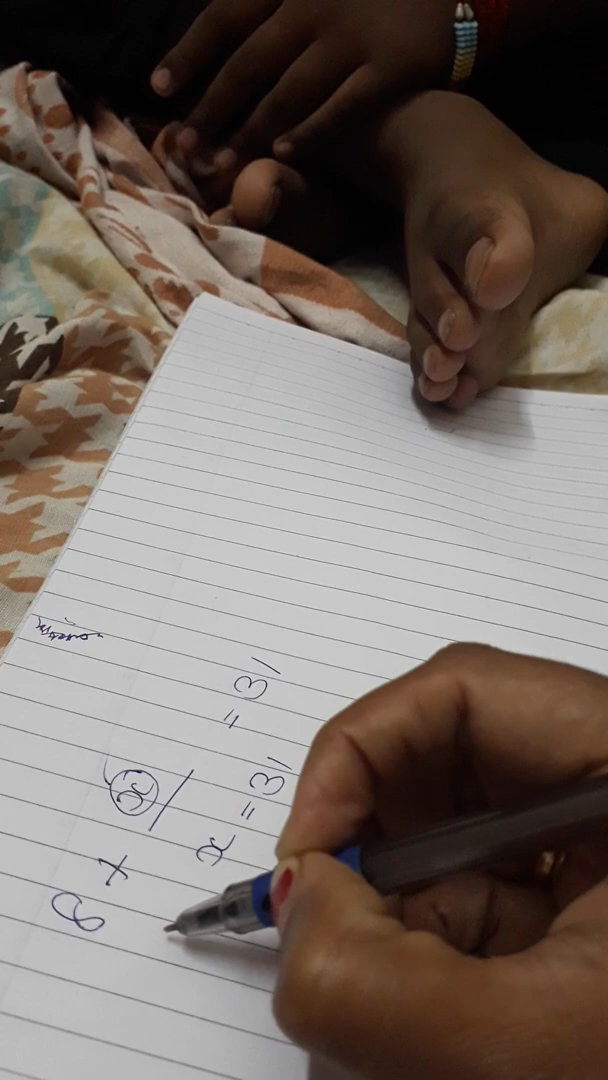 8 + x = 31
x = 31